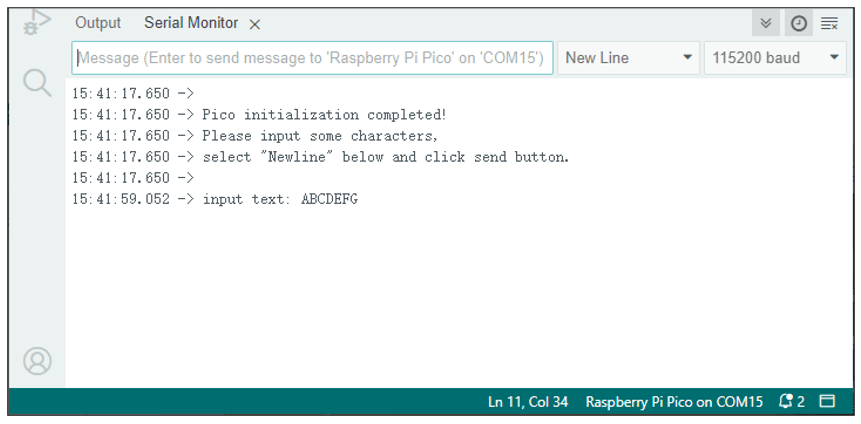 Output Serial Monitor
Message (Enter to send message to 'Raspberry Pi Pico' on 'COM15') New Line 115200 baud
15:41:17.650 ->
15:41:17.650 -> Pico initialization completed!
15:41:17.650 -> Please input some characters,
15:41:17.650 -> select "Newline" below and click send button.
15:41:17.650 ->
15:41:59.052 -> input text: ABCDEFG
Ln 11, Col 34 Raspberry Pi Pico on COM15 2